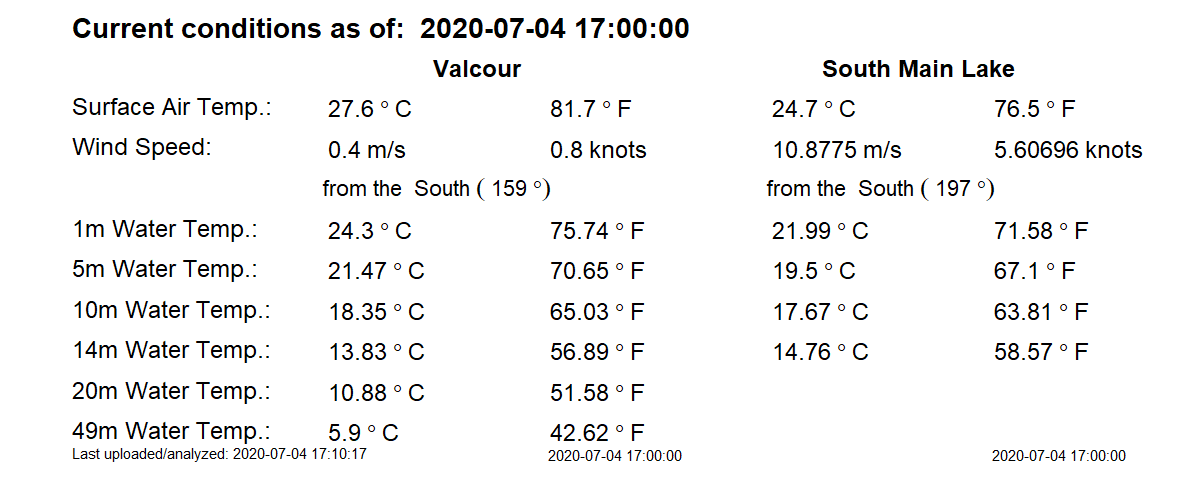 Current conditions as of:  2020-07-04 17:00:00
Valcour South Main Lake
Surface Air Temp.: 27.6 ° C 81.7 ° F 24.7 ° C 76.5 ° F
Wind Speed: 0.4 m/s 0.8 knots 10.8775 m/s 5.60696 knots
from the  South ( 159 °) from the  South ( 197 °)
1m Water Temp.: 24.3 ° C 75.74 ° F 21.99 ° C 71.58 ° F
5m Water Temp.: 21.47 ° C 70.65 ° F 19.5 ° C 67.1 ° F
10m Water Temp.: 18.35 ° C 65.03 ° F 17.67 ° C 63.81 ° F
14m Water Temp.: 13.83 ° C 56.89 ° F 14.76 ° C 58.57 ° F
20m Water Temp.: 10.88 ° C 51.58 ° F
49m Water Temp.: 5.9 ° C 42.62 ° F
Last uploaded/analyzed: 2020-07-04 17:10:17 2020-07-04 17:00:00 2020-07-04 17:00:00